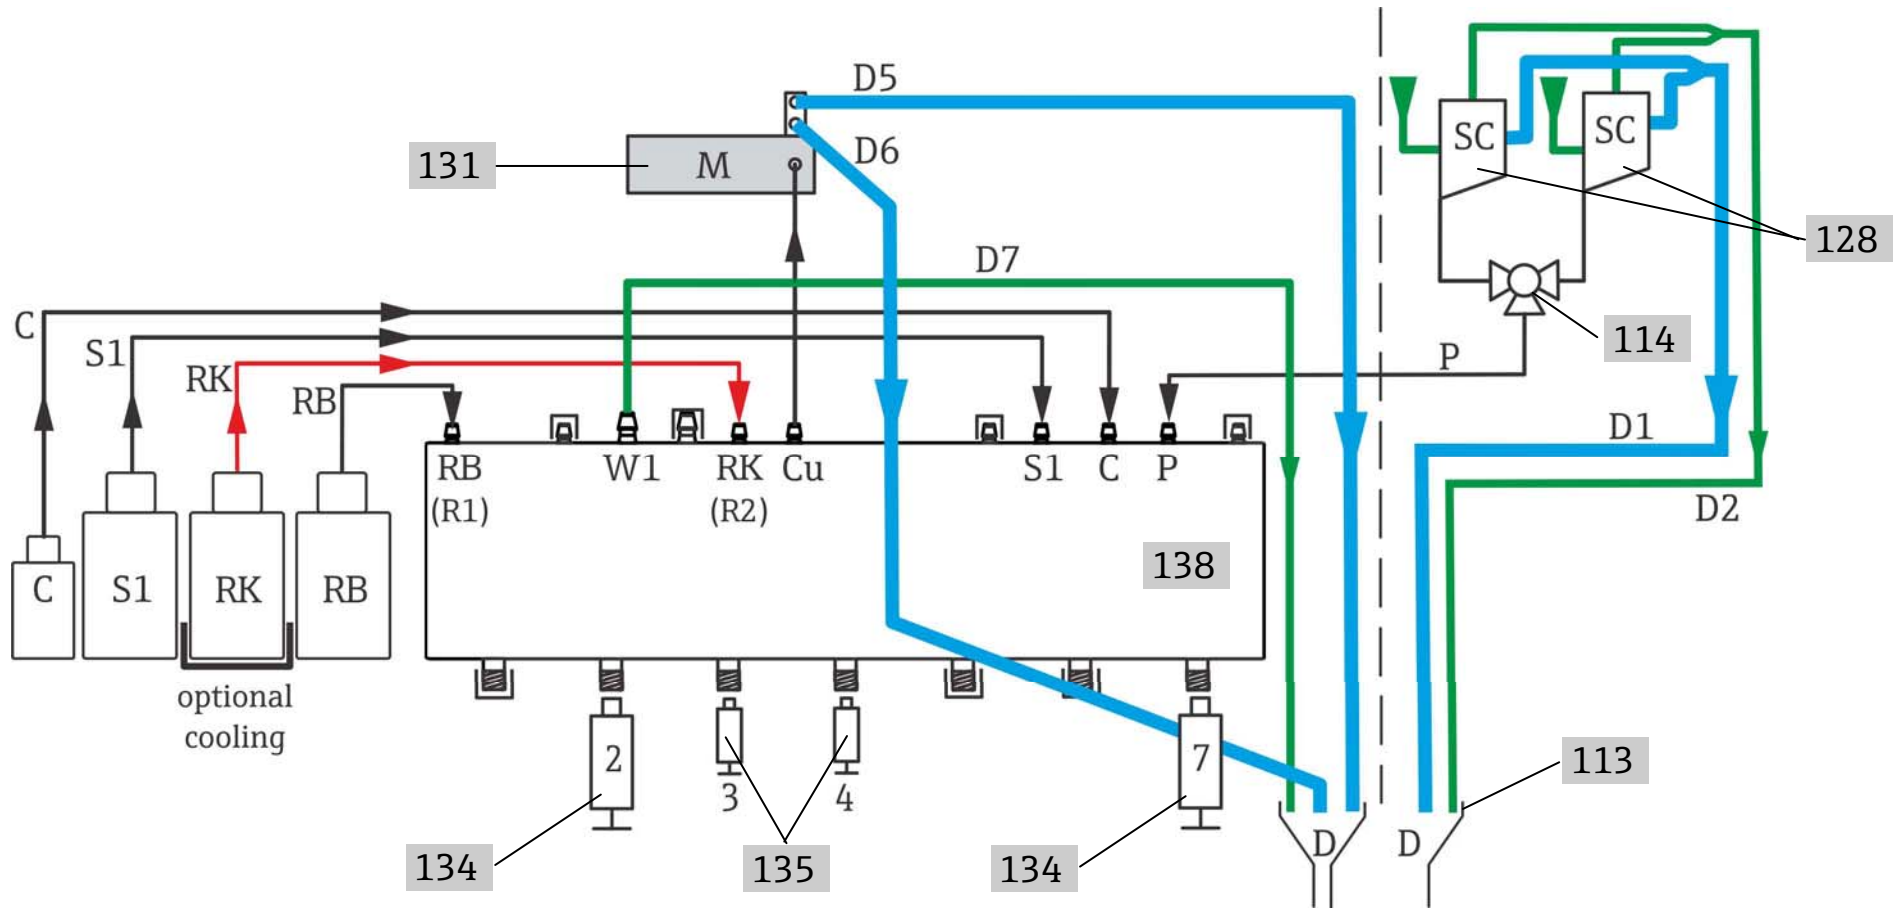 D5
D6
131
M
SC
SC
128
D7
114
C
S1
RK
RB
P
D1
D2
RB
(R1)
W1
RK
(R2)
Cu
S1
C
P
138
C
S1
RK
RB
optional
cooling
2
3
4
7
113
134
135
134
D
D